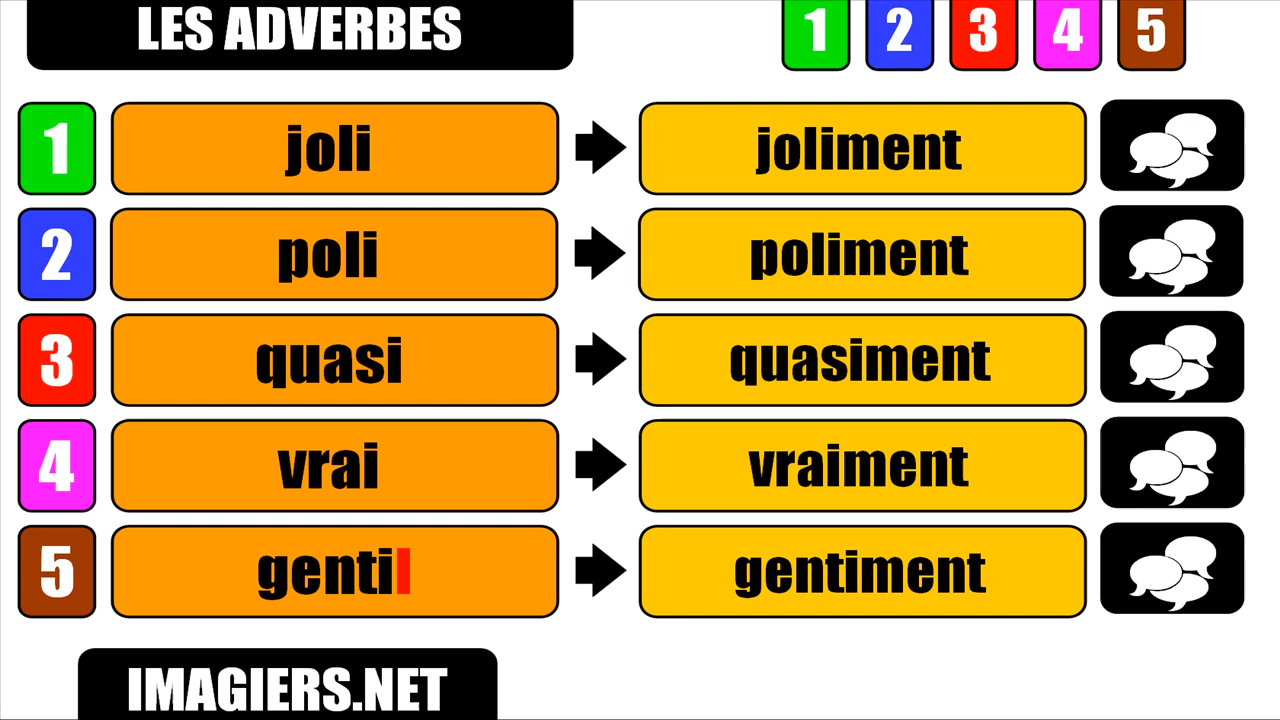 LES ADVERBES 1 2 3 4 5
1 joli joliment
2 poli poliment
3 quasi quasiment
4 vrai vraiment
5 gentil gentiment
IMAGIERS.NET